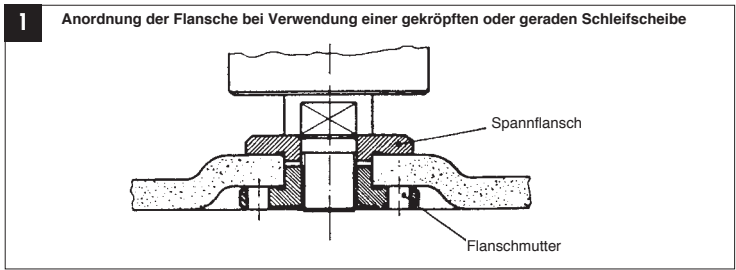 1
Anordnung der Flansche bei Verwendung einer gekröpften oder geraden Schleifscheibe
Spannflansch
Flanschmutter